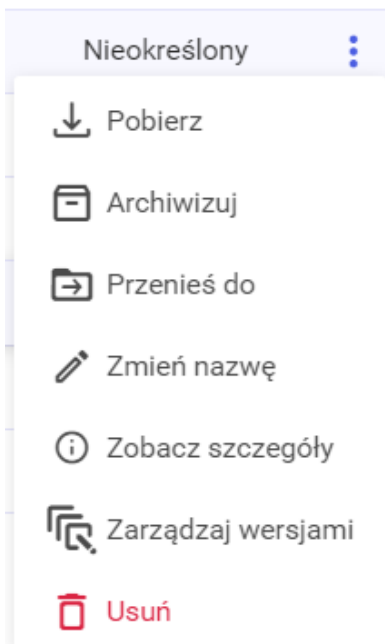 Nieokreślony
Pobierz
Archiwizuj
Przenieś do
Zmień nazwę
Zobacz szczegóły
Zarządzaj wersjami
Usuń